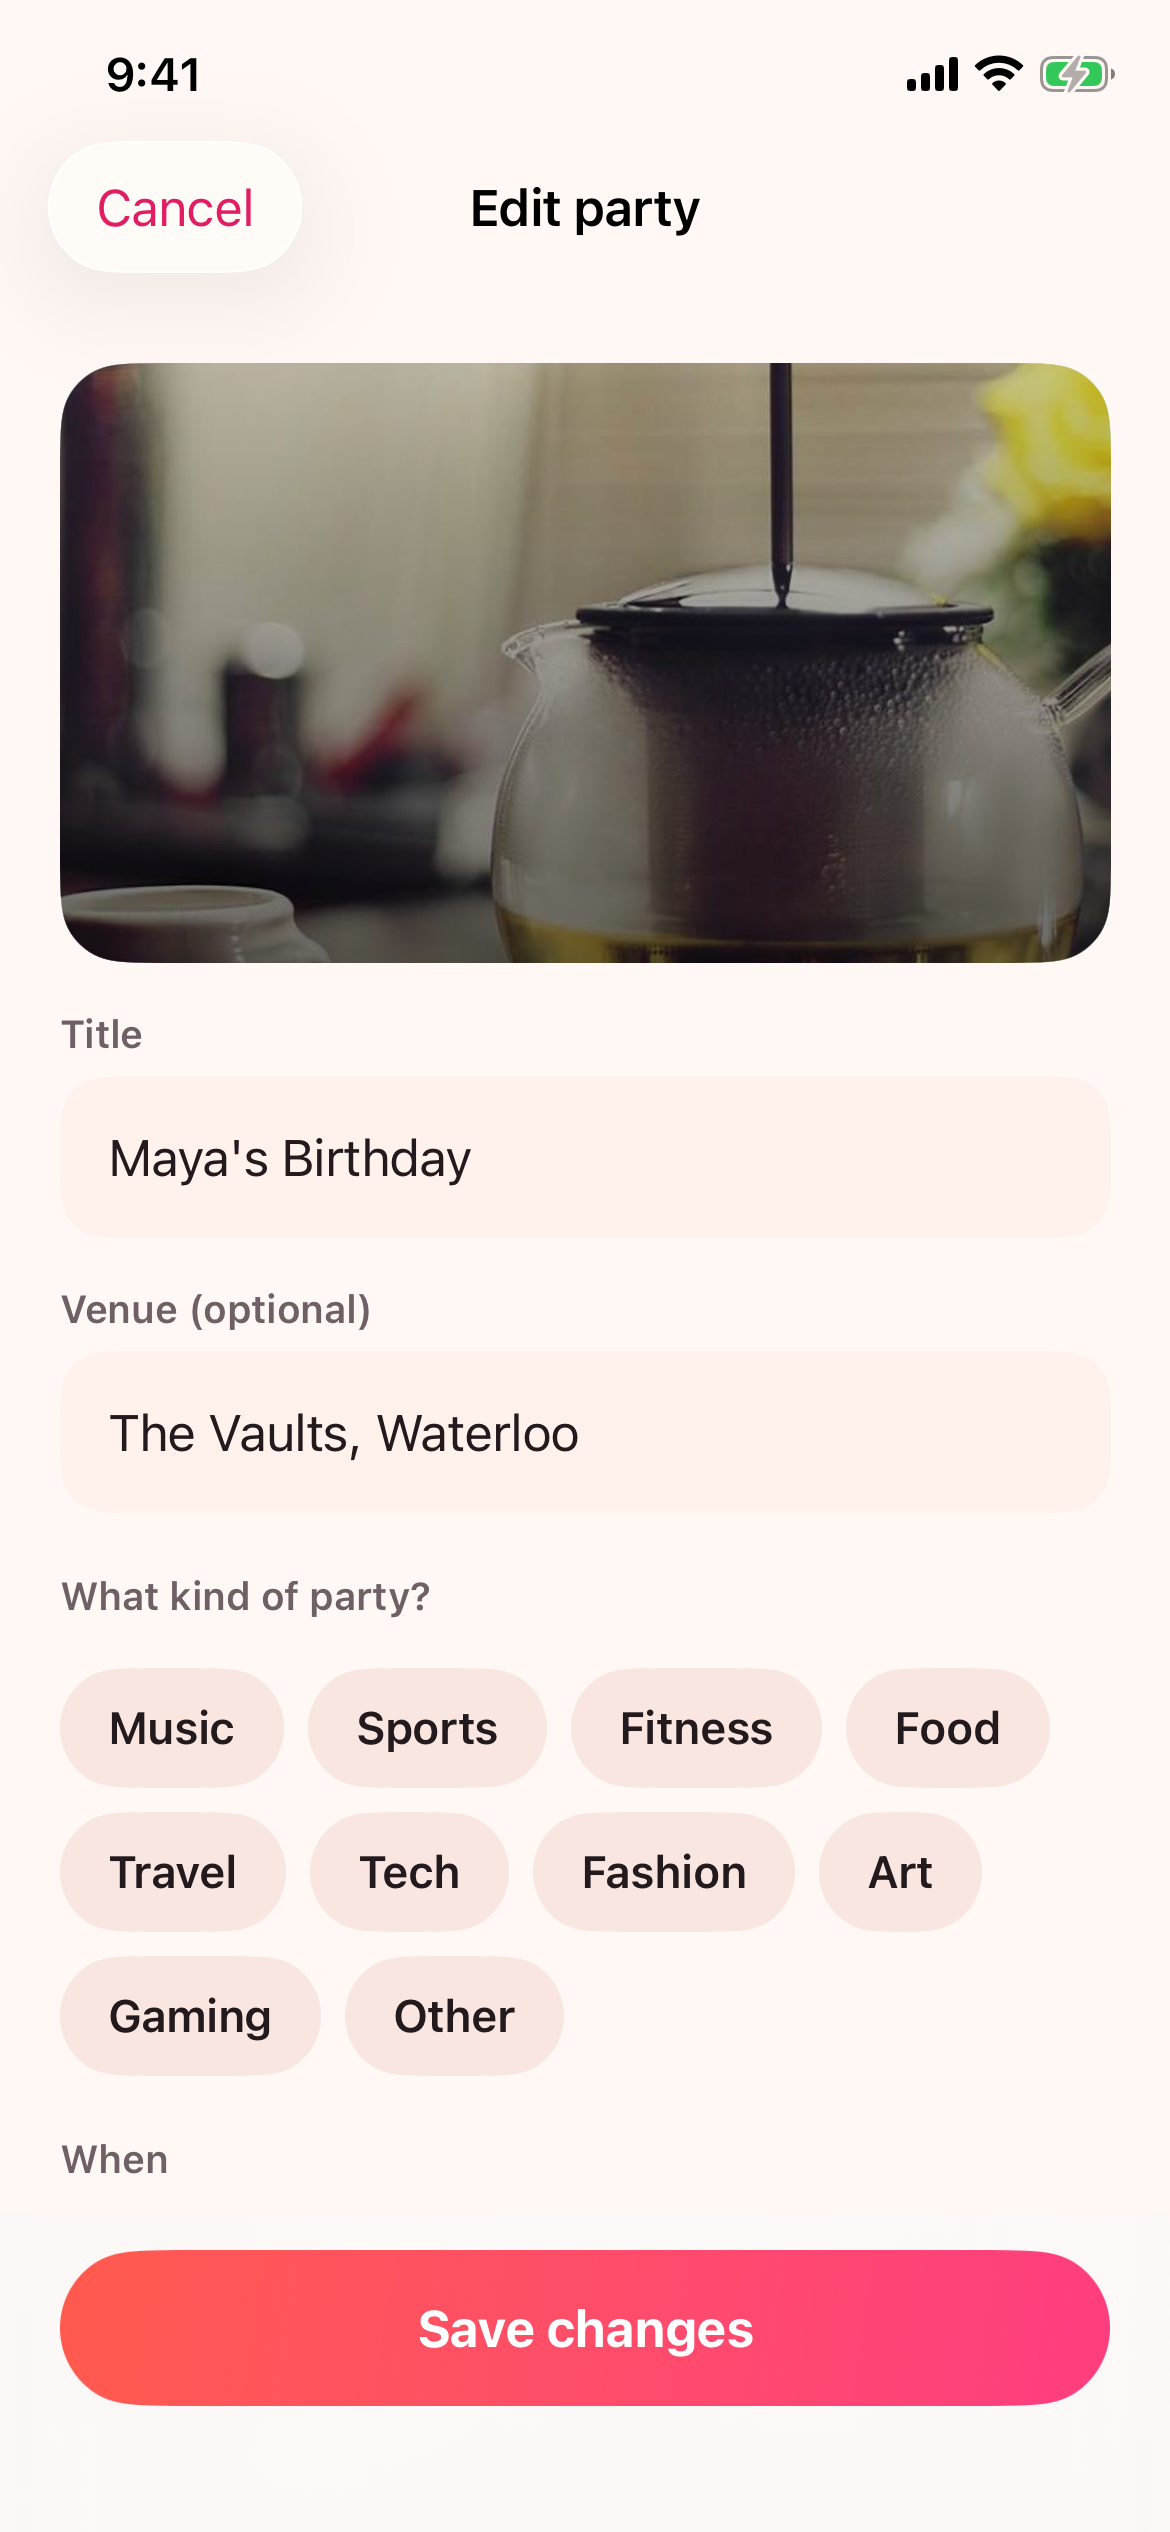 9:41
Cancel
Edit party
Title
Maya's Birthday
Venue (optional)
The Vaults, Waterloo
What kind of party?
Music Sports Fitness Food
Travel Tech Fashion Art
Gaming Other
When
Save changes